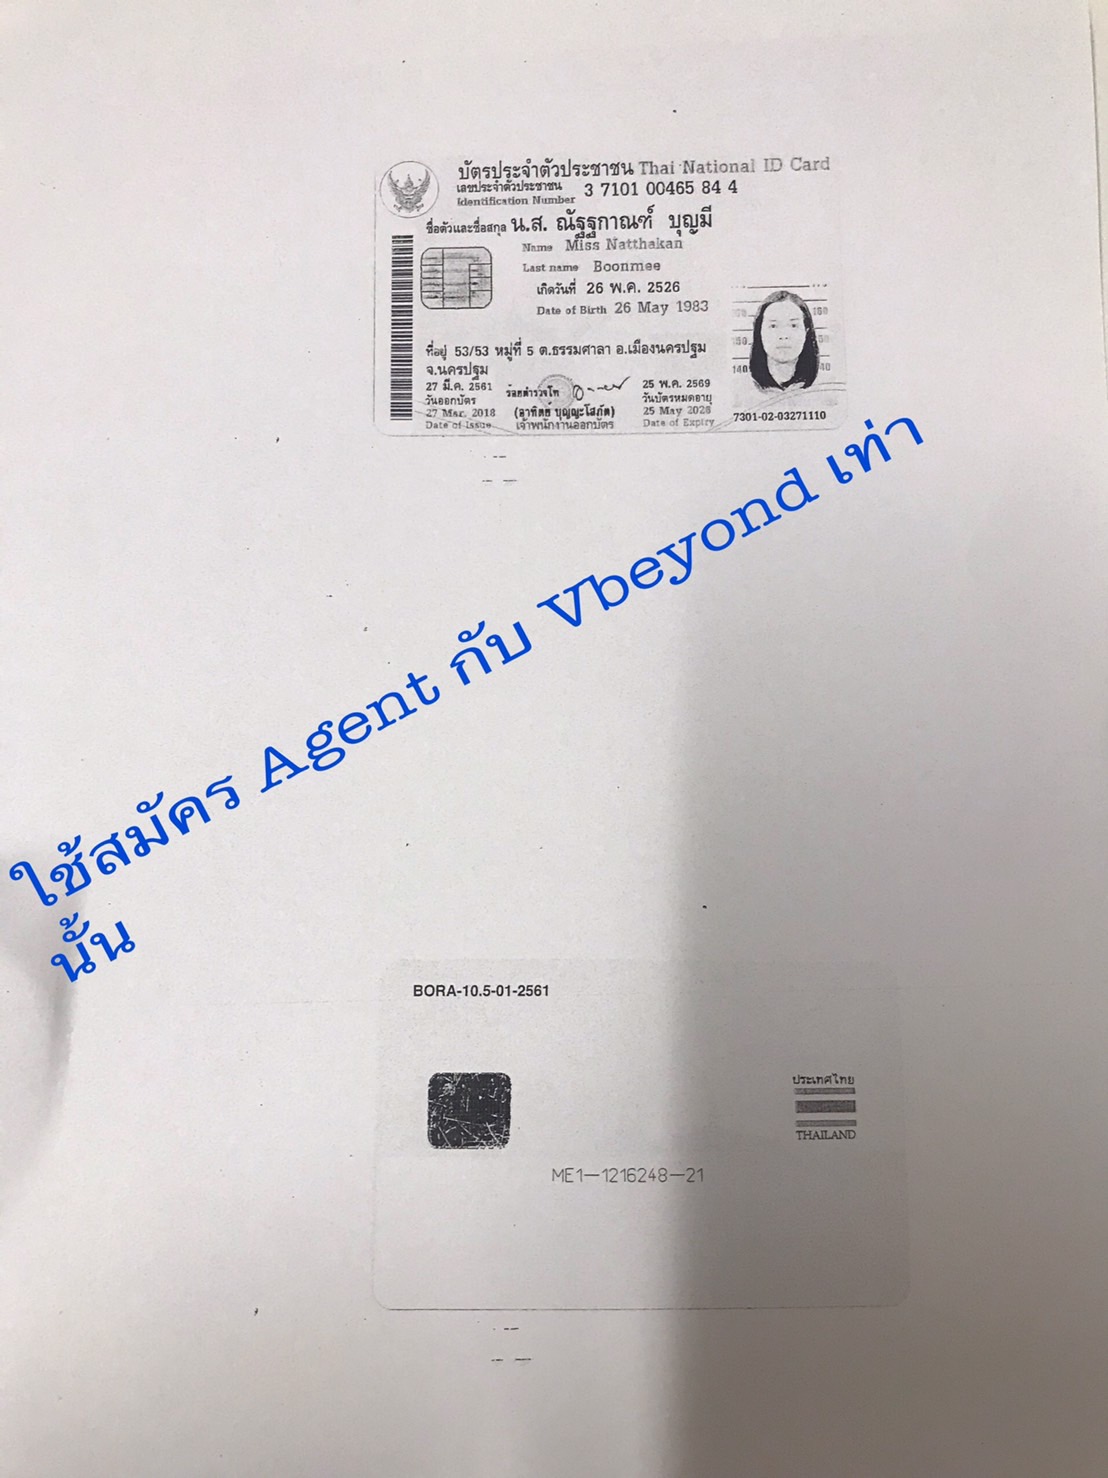 บัตรประจำตัวประชาชน Thai National ID Card
เลขประจำตัวประชาชน 3 7101 00465 84 4
Identification Number
ชื่อตัวและชื่อสกุล น.ส. ณัฐฐกาณฑ์ บุญมี
Name Miss Natthakan
Last name Boonmee
เกิดวันที่ 26 พ.ค. 2526
Date of Birth 26 May 1983
ที่อยู่ 53/53 หมู่ที่ 5 ต.ธรรมศาลา อ.เมืองนครปฐม
จ.นครปฐม
27 มี.ค. 2561
วันออกบัตร
27 Mar. 2018
Date of Issue
ร้อยตำรวจโท
(อาทิตย์ บุญญะโสภัต)
เจ้าพนักงานออกบัตร
25 พ.ค. 2569
วันบัตรหมดอายุ
25 May 2026
Date of Expiry
160
140
7301-02-03271110
ใช้สมัคร Agent กับ Vbeyond เท่า
นั้น
BORA-10.5-01-2561
ประเทศไทย
THAILAND
ME1-1216248-21